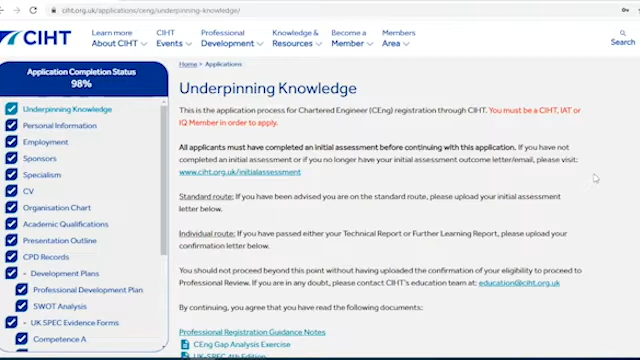 ciht.org.uk/applications/ceng/underpinning-knowledge/
CIHT
Learn more
About CIHT
CIHT
Events
Professional
Development
Knowledge &
Resources
Become a
Member
Members
Area
Search
Application Completion Status
98%
Underpinning Knowledge
Personal Information
Employment
Sponsors
Specialism
CV
Organisation Chart
Academic Qualifications
Presentation Outline
CPD Records
- Development Plans
Professional Development Plan
SWOT Analysis
- UK SPEC Evidence Forms
Competence A
Home > Applications
Underpinning Knowledge
This is the application process for Chartered Engineer (CEng) registration through CIHT. You must be a CIHT, IAT or
IQ Member in order to apply.
All applicants must have completed an initial assessment before continuing with this application. If you have not
completed an initial assessment or if you no longer have your initial assessment outcome letter/email, please visit:
www.ciht.org.uk/initialassessment
Standard route: If you have been advised you are on the standard route, please upload your initial assessment
letter below.
Individual route: If you have passed either your Technical Report or Further Learning Report, please upload your
confirmation letter below.
You should not proceed beyond this point without having uploaded the confirmation of your eligibility to proceed to
Professional Review. If you are in any doubt, please contact CIHT's education team at: education@ciht.org.uk
By continuing, you agree that you have read the following documents:
Professional Registration Guidance Notes
CEng Gap Analysis Exercise
UK-SPEC 4th Edition